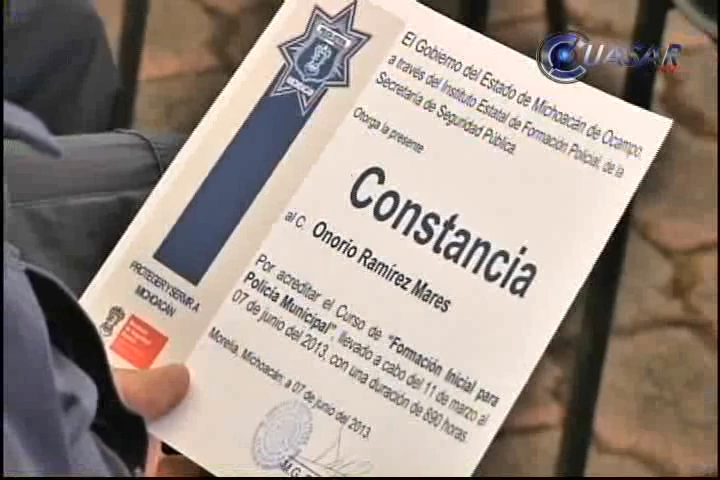 CUASAR
El Gobierno del Estado de Michoacán de Ocampo,
a través del Instituto Estatal de Formación Policial, de la
Secretaría de Seguridad Pública.
Otorga la presente
Constancia
al C. Onorio Ramírez Mares
Por acreditar el Curso de "Formación Inicial para
Policía Municipal", llevado a cabo del 11 de marzo al
07 de junio del 2013, con una duración de 890 horas.
Morelia, Michoacán; a 07 de junio del 2013.
PROTEGER Y SERVIR A
MICHOACÁN
M.G.